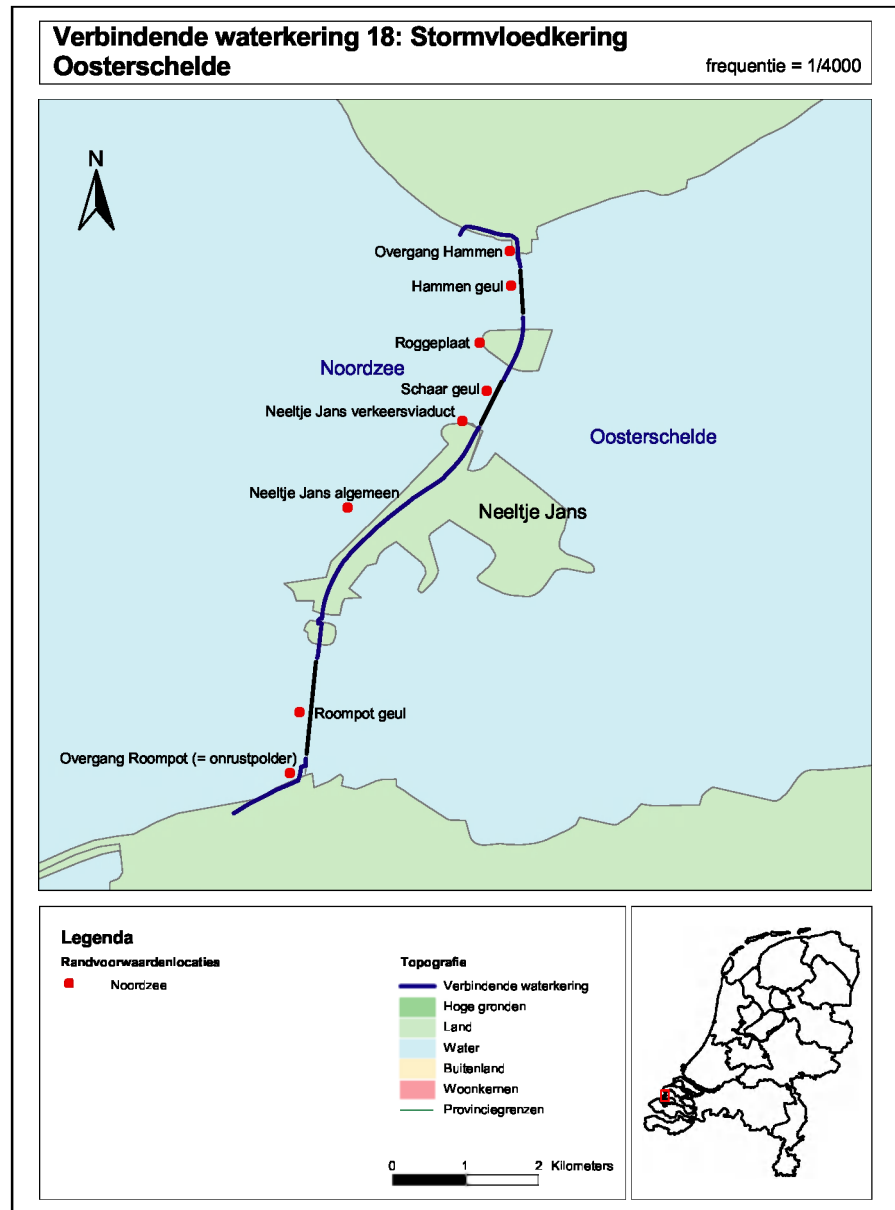 Verbindende waterkering 18: Stormvloedkering
Oosterschelde
frequentie = 1/4000
N
Overgang Hammen
Hammen geul
Roggeplaat
Noordzee
Schaar geul
Neeltje Jans verkeersviaduct
Oosterschelde
Neeltje Jans algemeen
Neeltje Jans
Roompot geul
Overgang Roompot (= onrustpolder)
Legenda
Randvoorwaardenlocaties
Noordzee
Topografie
Verbindende waterkering
Hoge gronden
Land
Water
Buitenland
Woonkernen
Provinciegrenzen
0 1 2 Kilometers